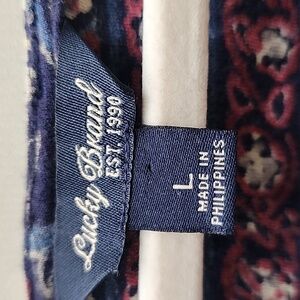 Lucky Brand
EST. 1990
L
MADE IN
PHILIPPINES